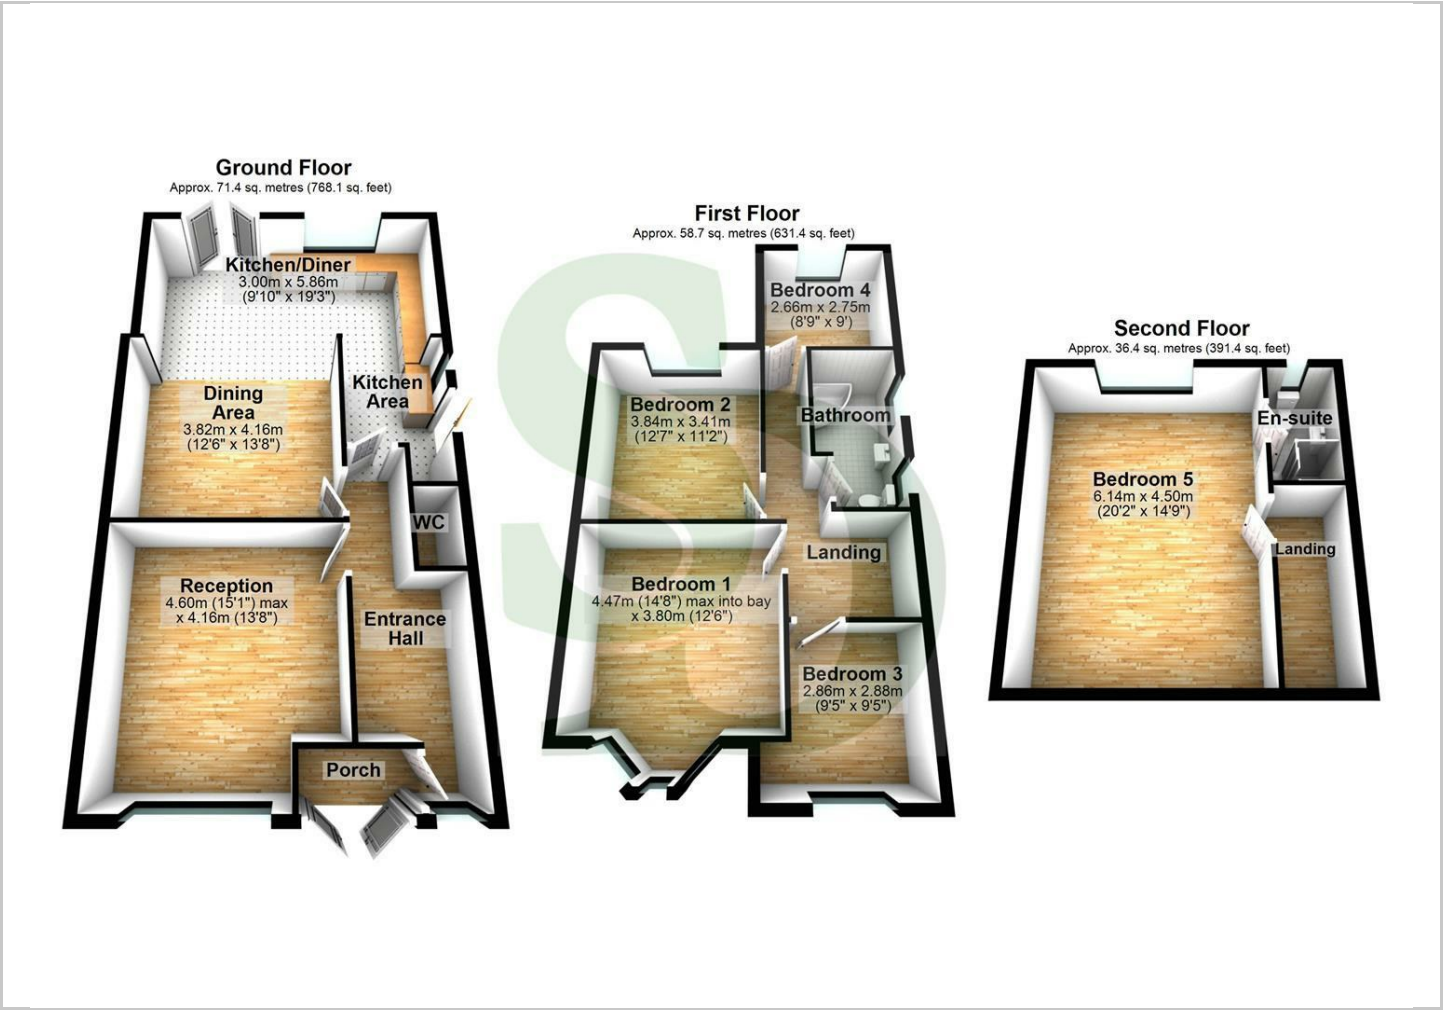 Ground Floor
Approx. 71.4 sq. metres (768.1 sq. feet)
Kitchen/Diner
3.00m x 5.86m
(9'10" x 19'3")
Kitchen
Area
Dining
Area
3.82m x 4.16m
(12'6" x 13'8")
WC
Reception
4.60m (15'1") max
x 4.16m (13'8")
Entrance
Hall
Porch
First Floor
Approx. 58.7 sq. metres (631.4 sq. feet)
Bedroom 4
2.66m x 2.75m
(8'9" x 9')
Bedroom 2
3.84m x 3.41m
(12'7" x 11'2")
Bathroom
Landing
Bedroom 1
4.47m (14'8") max into bay
x 3.80m (12'6")
Bedroom 3
2.86m x 2.88m
(9'5" x 9'5")
Second Floor
Approx. 36.4 sq. metres (391.4 sq. feet)
En-suite
Bedroom 5
6.14m x 4.50m
(20'2" x 14'9")
Landing